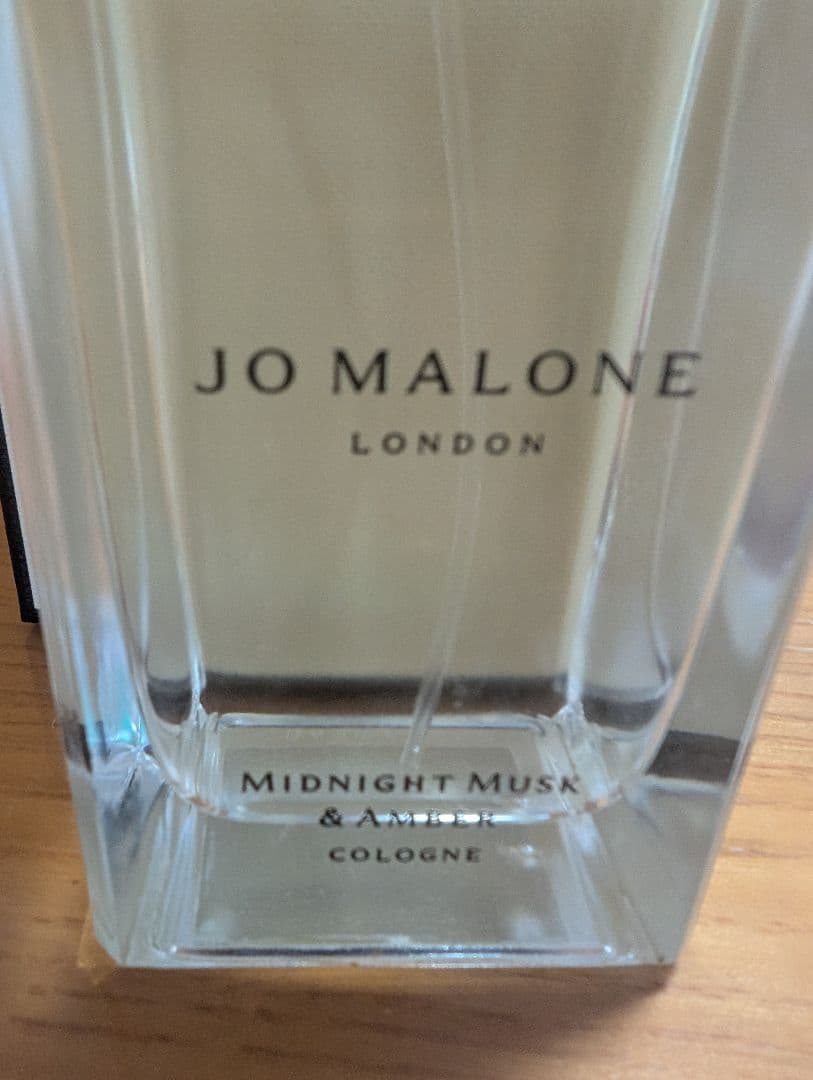 JO MALONE
LONDON
MIDNIGHT MUSK
& AMBER
COLOGNE